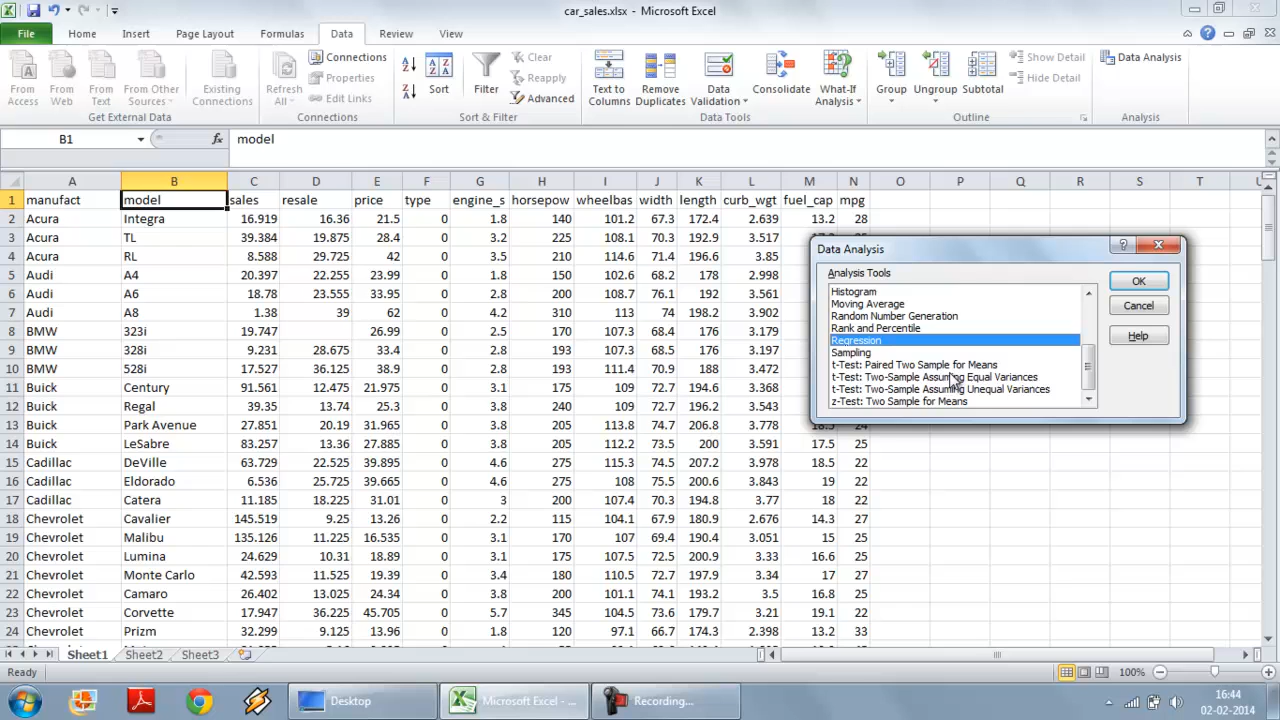 car_sales.xlsx - Microsoft Excel
File Home Insert Page Layout Formulas Data Review View
From Access From Web From Text From Other Sources Existing Connections
Get External Data
Refresh All Connections Properties Edit Links
Connections
Sort Filter Clear Reapply Advanced
Sort & Filter
Text to Columns Remove Duplicates Data Validation Consolidate What-If Analysis
Data Tools
Group Ungroup Subtotal Show Detail Hide Detail
Outline
Data Analysis
Analysis
B1 fx model
A B C D E F G H I J K L M N O P Q R S T U
1 manufact model sales resale price type engine_s horsepow wheelbas width length curb_wgt fuel_cap mpg
2 Acura Integra 16.919 16.36 21.5 0 1.8 140 101.2 67.3 172.4 2.639 13.2 28
3 Acura TL 39.384 19.875 28.4 0 3.2 225 108.1 70.3 192.9 3.517
4 Acura RL 8.588 29.725 42 0 3.5 210 114.6 71.4 196.6 3.85
5 Audi A4 20.397 22.255 23.99 0 1.8 150 102.6 68.2 178 2.998
6 Audi A6 18.78 23.555 33.95 0 2.8 200 108.7 76.1 192 3.561
7 Audi A8 1.38 39 62 0 4.2 310 113 74 198.2 3.902
8 BMW 323i 19.747 26.99 0 2.5 170 107.3 68.4 176 3.179
9 BMW 328i 9.231 28.675 33.4 0 2.8 193 107.3 68.5 176 3.197
10 BMW 528i 17.527 36.125 38.9 0 2.8 193 111.4 70.9 188
11 Buick Century 91.561 12.475 21.975 0 3.1 175 109 72.7 194.6 3.368
12 Buick Regal 39.35 13.74 25.3 0 3.8 240 109 72.7 196.2 3.543
13 Buick Park Avenue 27.851 20.19 31.965 0 3.8 205 113.8 74.7 206.8 3.778 18.5 24
14 Buick LeSabre 83.257 13.36 27.885 0 3.8 205 112.2 73.5 200 3.591 17.5 25
15 Cadillac DeVille 63.729 22.525 39.895 0 4.6 275 115.3 74.5 207.2 3.978 18.5 22
16 Cadillac Eldorado 6.536 25.725 39.665 0 4.6 275 108 75.5 200.6 3.843 19 22
17 Cadillac Catera 11.185 18.225 31.01 0 3 200 107.4 70.3 194.8 3.77 18 22
18 Chevrolet Cavalier 145.519 9.25 13.26 0 2.2 115 104.1 67.9 180.9 2.676 14.3 27
19 Chevrolet Malibu 135.126 11.225 16.535 0 3.1 170 107 69.4 190.4 3.051 15 25
20 Chevrolet Lumina 24.629 10.31 18.89 0 3.1 175 107.5 72.5 200.9 3.33 16.6 25
21 Chevrolet Monte Carlo 42.593 11.525 19.39 0 3.4 180 110.5 72.7 197.9 3.34 17 27
22 Chevrolet Camaro 26.402 13.025 24.34 0 3.8 200 101.1 74.1 193.2 3.5 16.8 25
23 Chevrolet Corvette 17.947 36.225 45.705 0 5.7 345 104.5 73.6 179.7 3.21 19.1 22
24 Chevrolet Prizm 32.299 9.125 13.96 0 1.8 120 97.1 66.7 174.3 2.398 13.2 33
Data Analysis
Analysis Tools
Histogram
Moving Average
Random Number Generation
Rank and Percentile
Regression
Sampling
t-Test: Paired Two Sample for Means
t-Test: Two-Sample Assuming Equal Variances
t-Test: Two-Sample Assuming Unequal Variances
z-Test: Two Sample for Means
OK
Cancel
Help
Sheet1 Sheet2 Sheet3
Ready 100%
Desktop Microsoft Excel - ... Recording... 16:44
02-02-2014